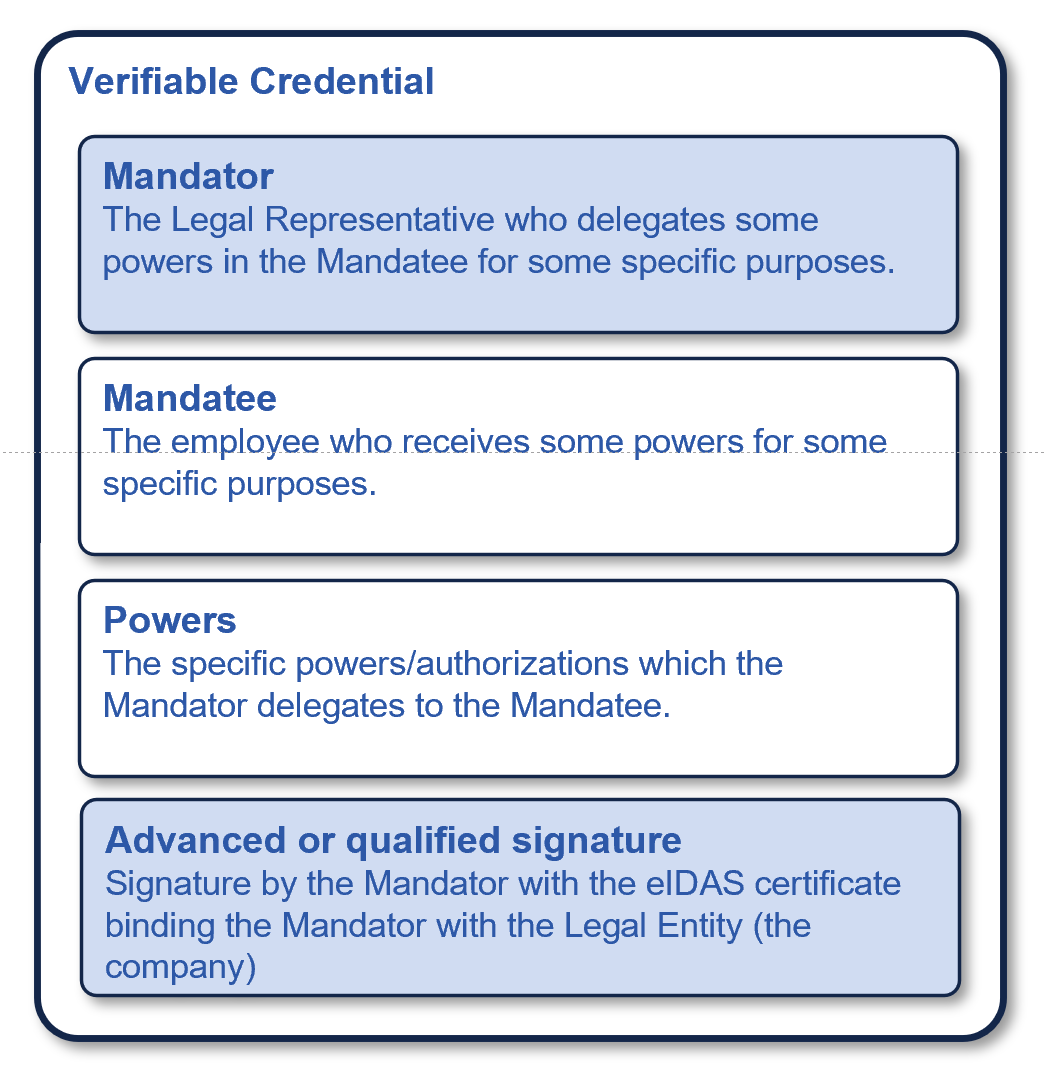 Verifiable Credential
Mandator
The Legal Representative who delegates some
powers in the Mandatee for some specific purposes.
Mandatee
The employee who receives some powers for some
specific purposes.
Powers
The specific powers/authorizations which the
Mandator delegates to the Mandatee.
Advanced or qualified signature
Signature by the Mandator with the eIDAS certificate
binding the Mandator with the Legal Entity (the
company)